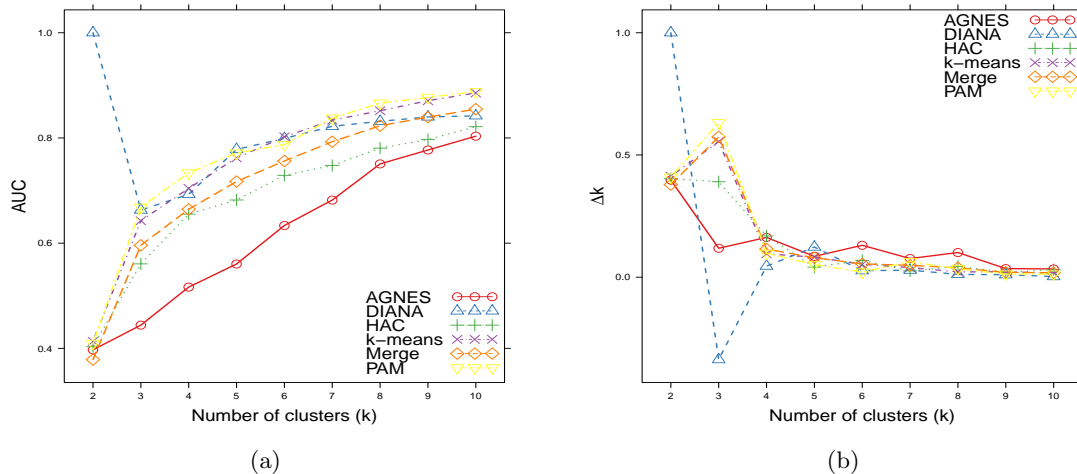 1.0
0.8
0.6
0.4
AUC
AGNES
DIANA
HAC
k−means
Merge
PAM
2 3 4 5 6 7 8 9 10
Number of clusters (k)
(a)
1.0
0.5
0.0
Δk
AGNES
DIANA
HAC
k−means
Merge
PAM
2 3 4 5 6 7 8 9 10
Number of clusters (k)
(b)